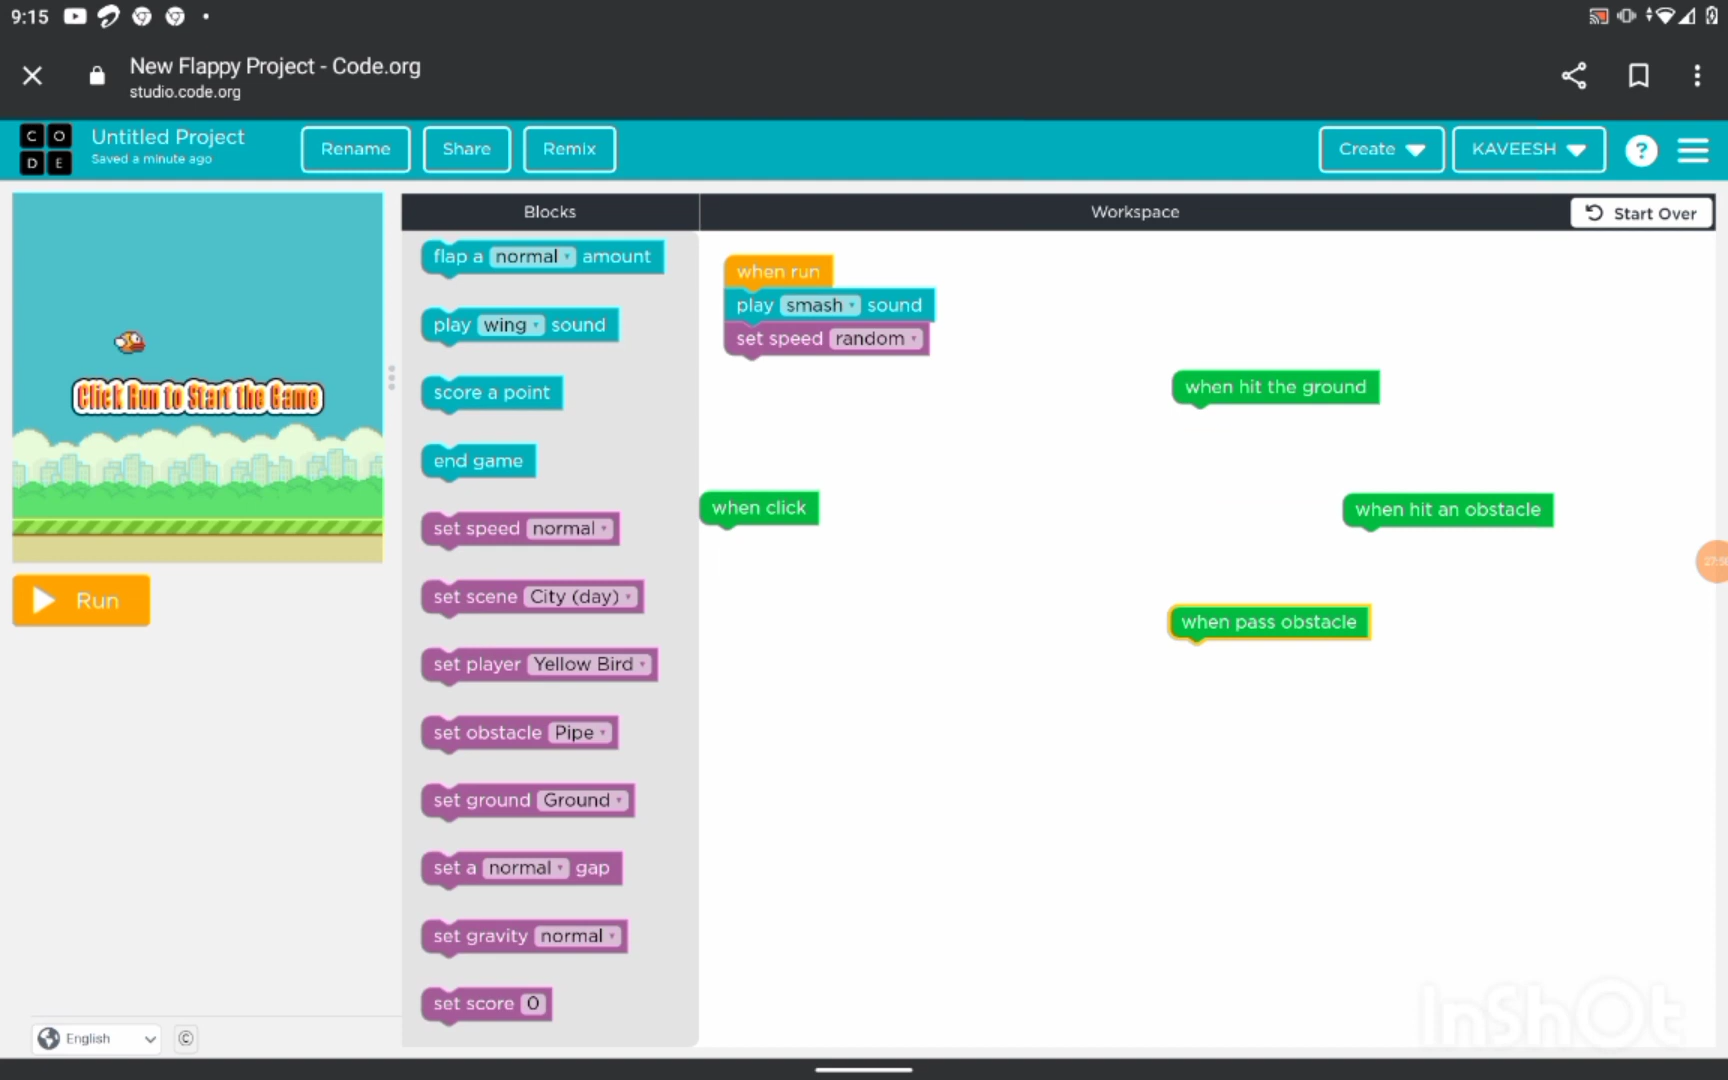 9:15
New Flappy Project - Code.org
studio.code.org
C O
D E
Untitled Project
Saved a minute ago
Rename
Share
Remix
Create
KAVEESH
?
Blocks
Workspace
Start Over
Click Run to Start the Game
Run
flap a normal amount
play wing sound
score a point
end game
set speed normal
set scene City (day)
set player Yellow Bird
set obstacle Pipe
set ground Ground
set a normal gap
set gravity normal
set score 0
when run
play smash sound
set speed random
when hit the ground
when click
when hit an obstacle
when pass obstacle
English
©
InShOt